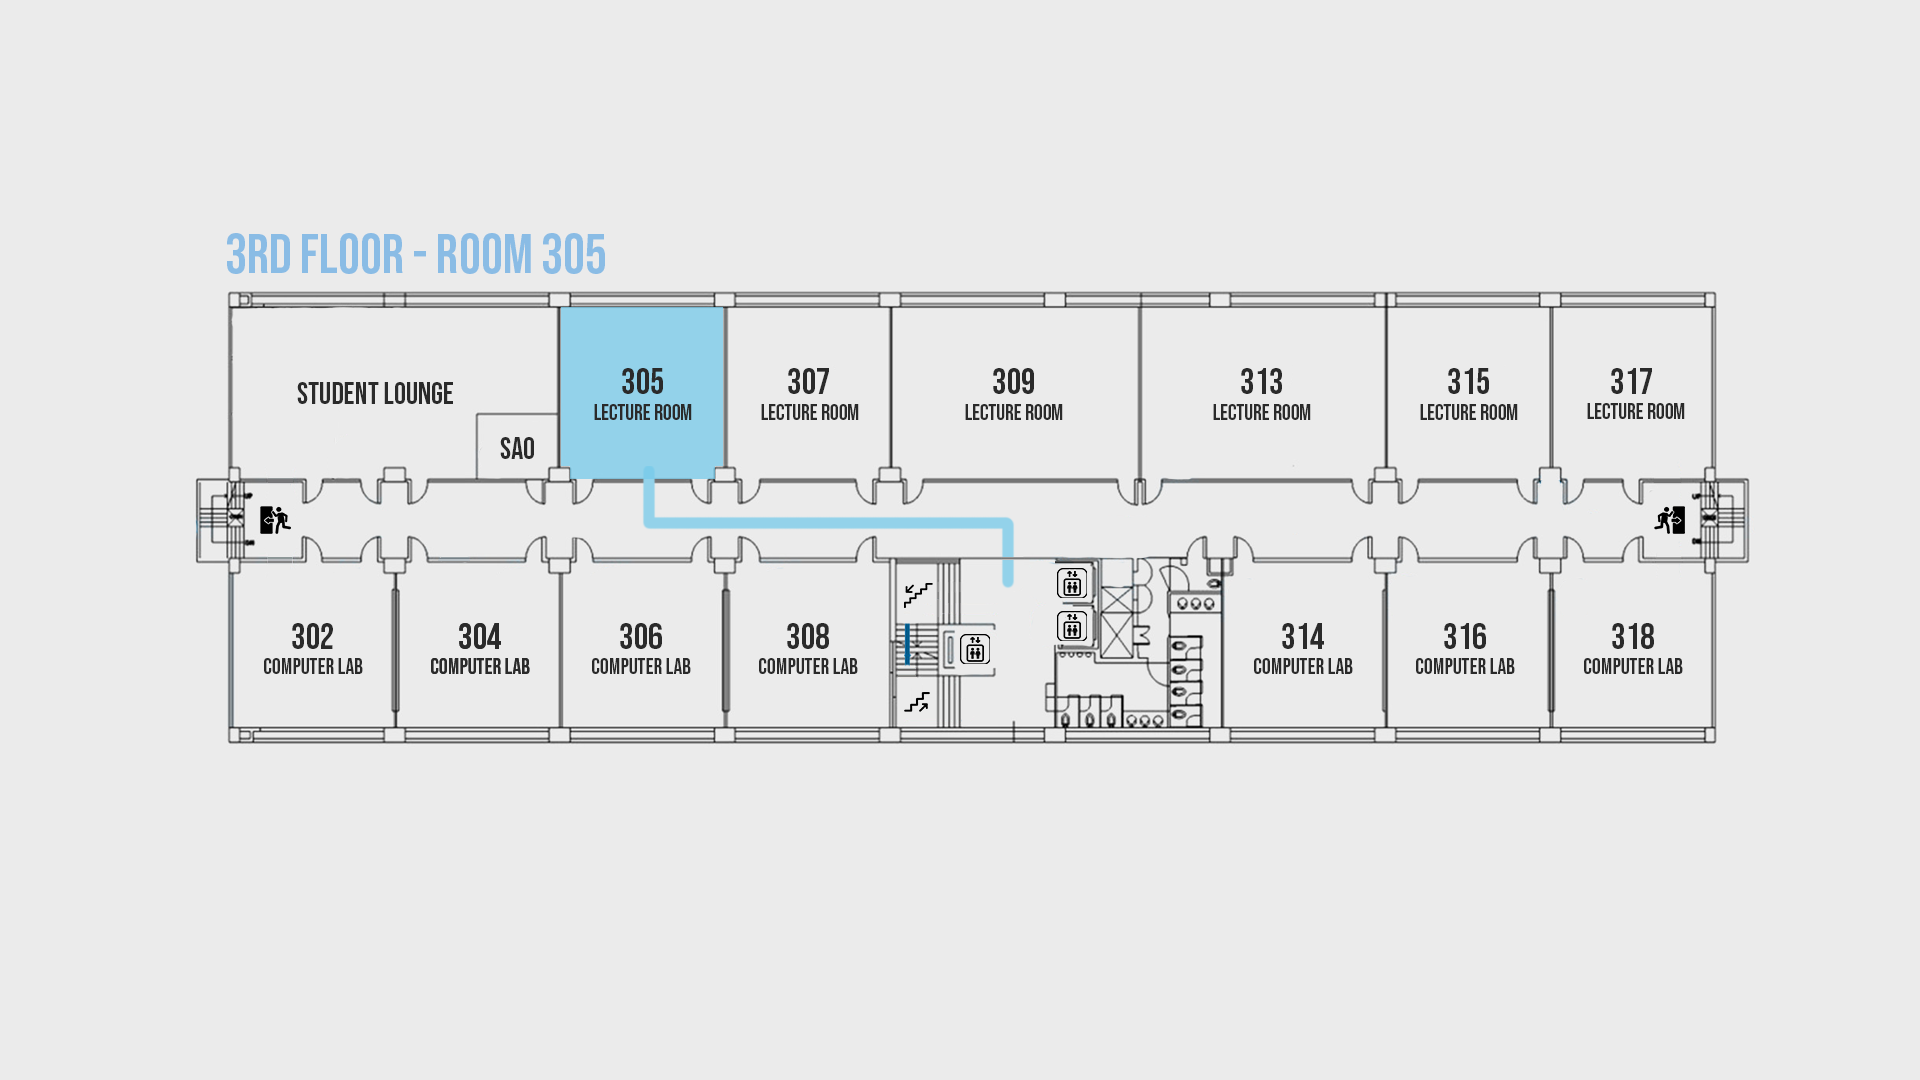 3RD FLOOR - ROOM 305
STUDENT LOUNGE
SAO
305
LECTURE ROOM
307
LECTURE ROOM
309
LECTURE ROOM
313
LECTURE ROOM
315
LECTURE ROOM
317
LECTURE ROOM
302
COMPUTER LAB
304
COMPUTER LAB
306
COMPUTER LAB
308
COMPUTER LAB
314
COMPUTER LAB
316
COMPUTER LAB
318
COMPUTER LAB